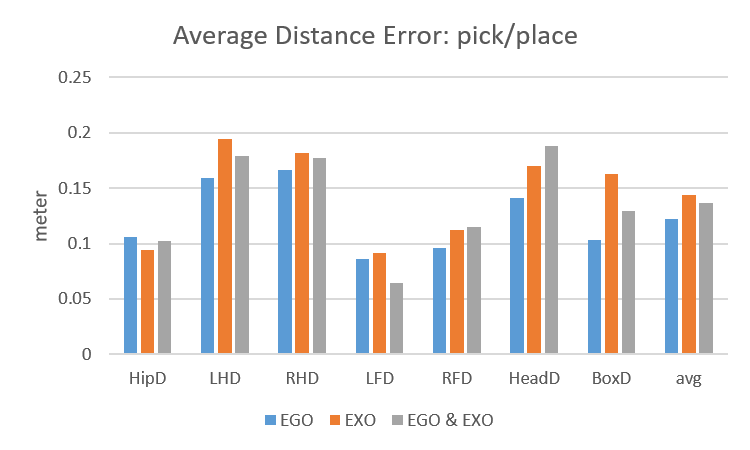 Average Distance Error: pick/place
0.25
0.2
0.15
0.1
0.05
0
meter
HipD LHD RHD LFD RFD HeadD BoxD avg
EGO EXO EGO & EXO